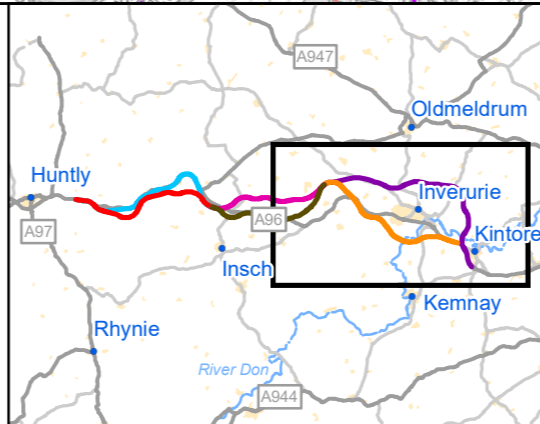 A947
Oldmeldrum
Huntly
Inverurie
A96
A97
Kintore
Insch
Kemnay
Rhynie
River Don
A944